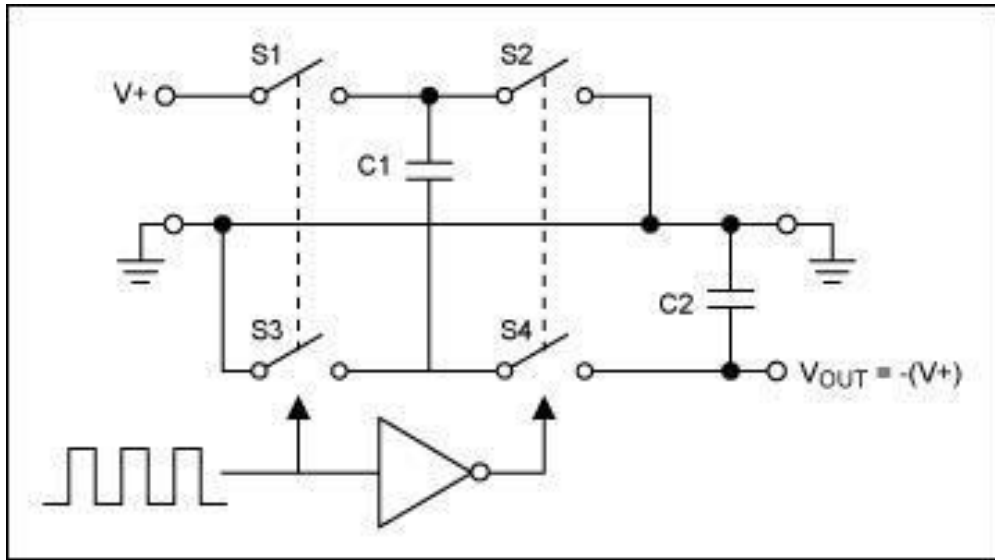 S1
S2
V+
C1
C2
S3
S4
VOUT = -(V+)